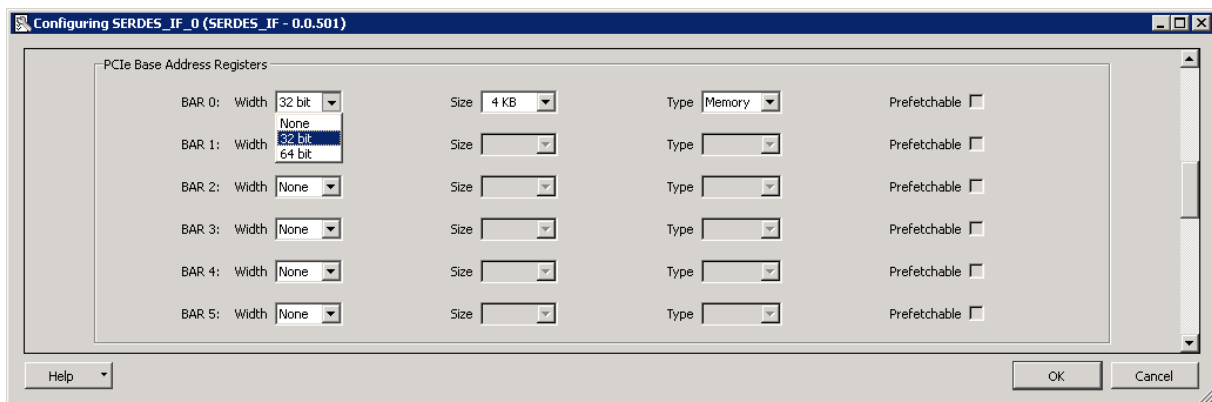 Configuring SERDES_IF_0 (SERDES_IF - 0.0.501)
PCIe Base Address Registers
BAR 0: Width 32 bit Size 4 KB Type Memory Prefetchable
None
32 bit
64 bit
BAR 1: Width Size Type Prefetchable
BAR 2: Width None Size Type Prefetchable
BAR 3: Width None Size Type Prefetchable
BAR 4: Width None Size Type Prefetchable
BAR 5: Width None Size Type Prefetchable
Help OK Cancel